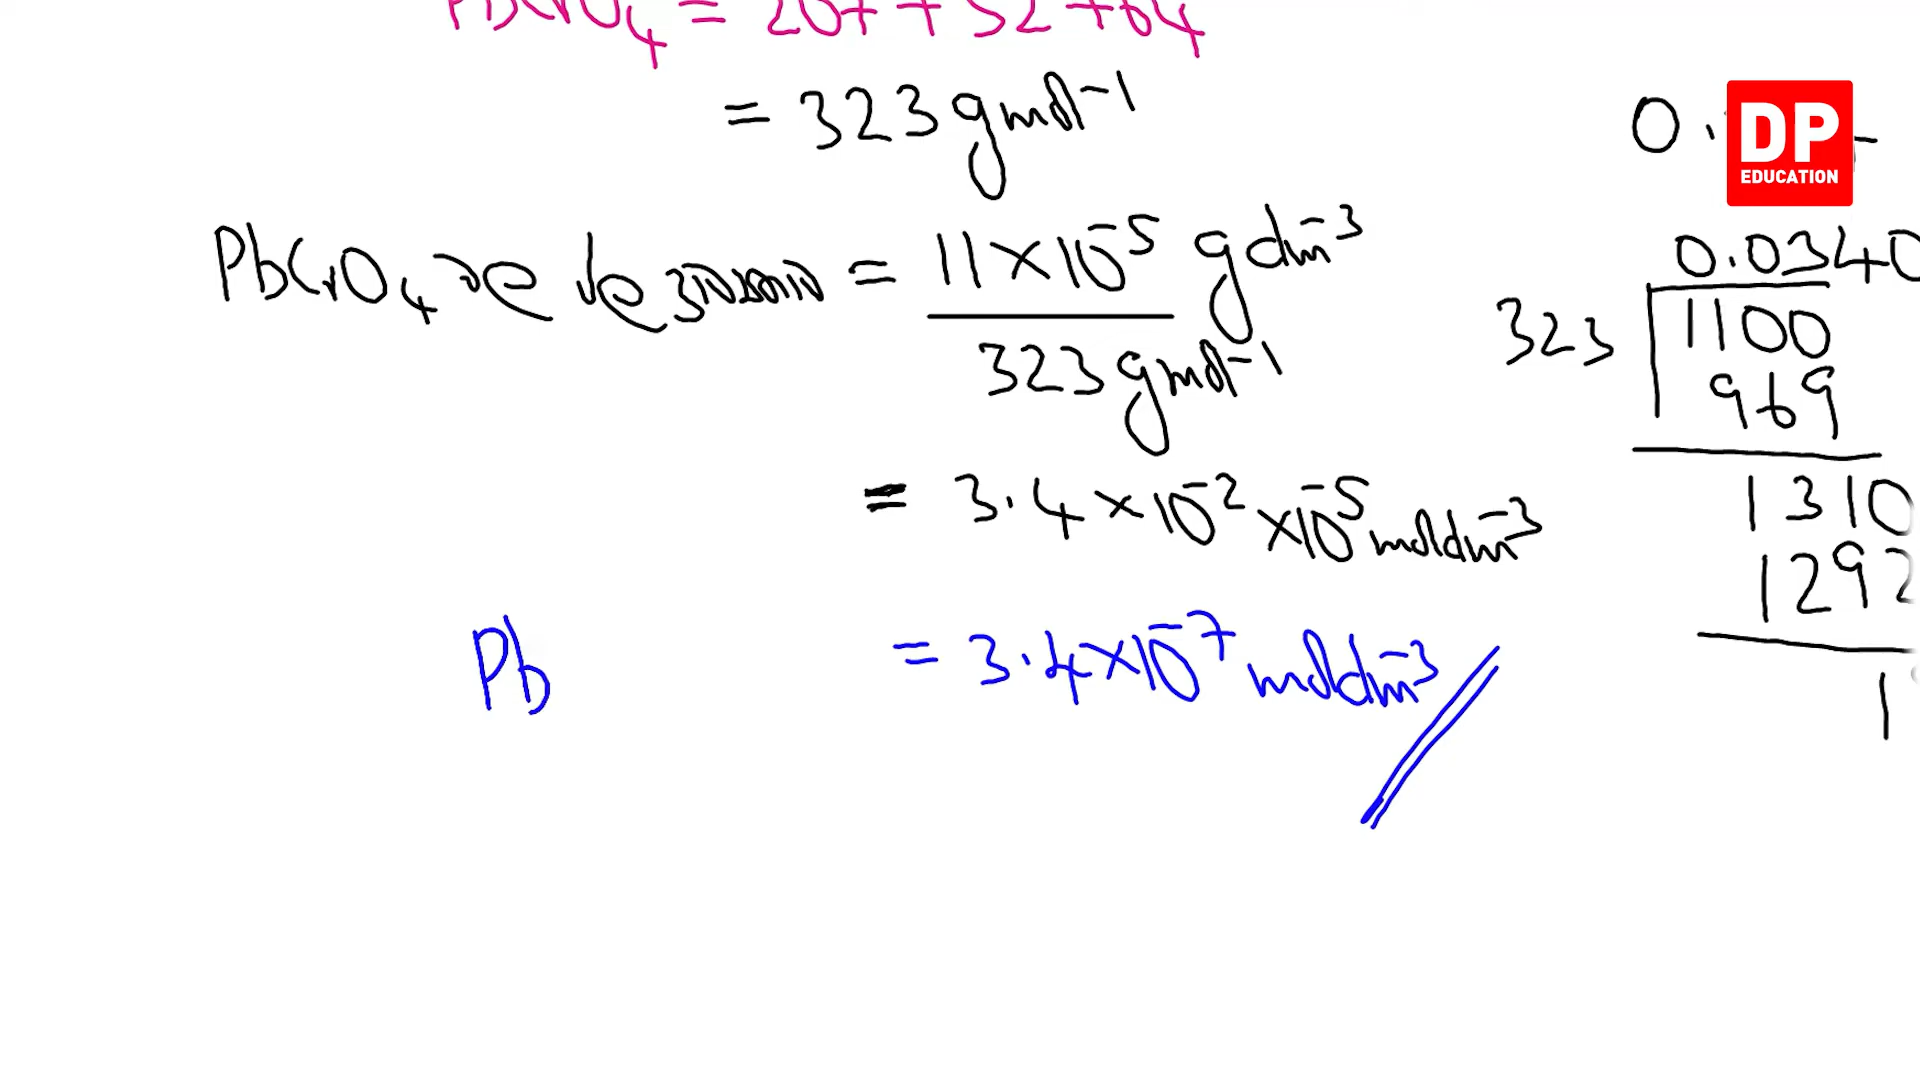 PbCrO₄ = 207 + 52 + 64
= 323 g mol⁻¹
PbCrO₄ = 11 × 10⁻⁵ g dm⁻³
323 g mol⁻¹
= 3.4 × 10⁻² × 10⁻⁵ mol dm⁻³
Pb = 3.4 × 10⁻⁷ mol dm⁻³
0.
DP
EDUCATION
0.0340
323 1100
969
1310
1292
1